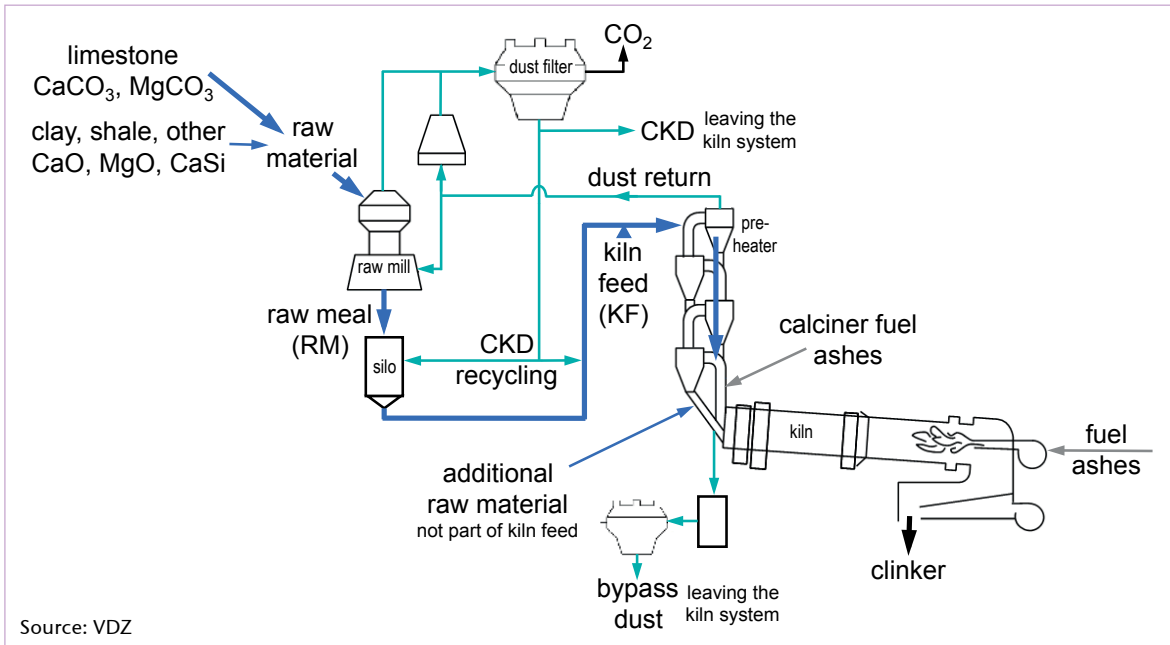 CO₂
dust filter
limestone
CaCO₃, MgCO₃
clay, shale, other
CaO, MgO, CaSi
raw
material
CKD
leaving the
kiln system
dust return
pre-
heater
raw mill
kiln
feed
(KF)
raw meal
(RM)
silo
CKD
recycling
calciner fuel
ashes
kiln
fuel
ashes
additional
raw material
not part of kiln feed
clinker
bypass
dust
leaving the
kiln system
Source: VDZ